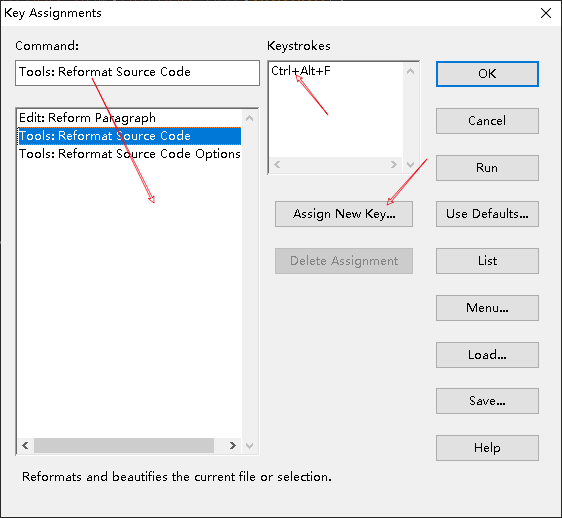 Key Assignments
Command:
Tools: Reformat Source Code
Edit: Reform Paragraph
Tools: Reformat Source Code
Tools: Reformat Source Code Options
Keystrokes
Ctrl+Alt+F
Assign New Key...
Delete Assignment
OK
Cancel
Run
Use Defaults...
List
Menu...
Load...
Save...
Help
Reformats and beautifies the current file or selection.